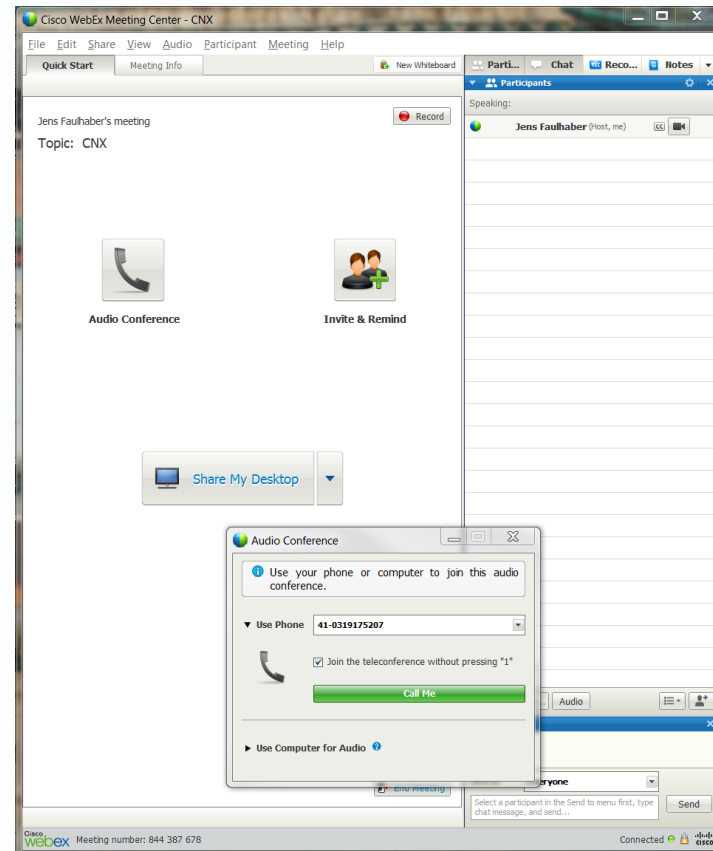 Cisco WebEx Meeting Center - CNX
File Edit Share View Audio Participant Meeting Help
Quick Start Meeting Info New Whiteboard
Parti... Chat Reco... Notes
Participants
Speaking:
Jens Faulhaber (Host, me)
Jens Faulhaber's meeting
Record
Topic: CNX
Audio Conference
Invite & Remind
Share My Desktop
Audio Conference
Use your phone or computer to join this audio
conference.
Use Phone 41-0319175207
Join the teleconference without pressing "1"
Call Me
Use Computer for Audio
Audio
End Meeting
Select a participant in the Send to menu first, type
chat message, and send...
Send
Cisco
webex Meeting number: 844 387 678
Connected
cisco